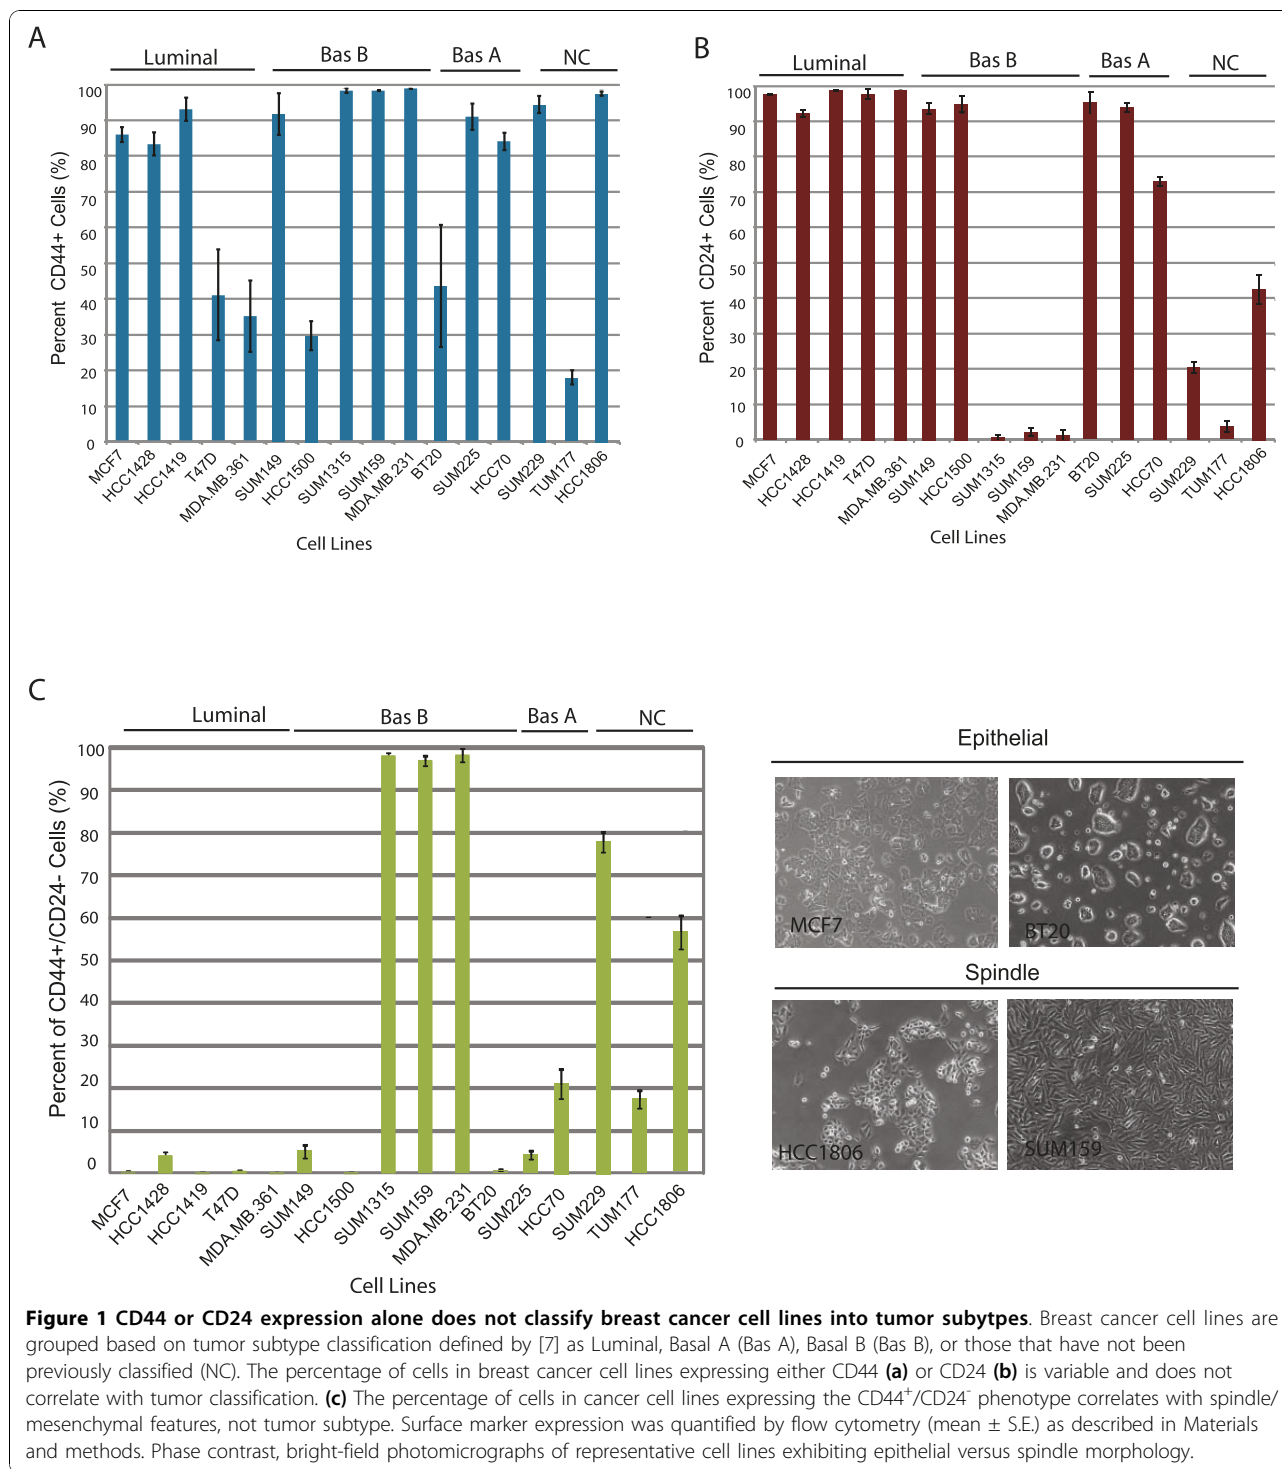 A
Luminal
Bas B
Bas A
NC
Percent CD44+ Cells (%)
100
90
80
70
60
50
40
30
20
10
0
MCF7
HCC1428
HCC1419
T47D
MDA.MB.361
SUM149
HCC1500
SUM1315
SUM159
MDA.MB.231
BT20
SUM225
HCC70
SUM229
TUM177
HCC1806
Cell Lines
B
Luminal
Bas B
Bas A
NC
Percent CD24+ Cells (%)
100
90
80
70
60
50
40
30
20
10
0
MCF7
HCC1428
HCC1419
T47D
MDA.MB.361
SUM149
HCC1500
SUM1315
SUM159
MDA.MB.231
BT20
SUM225
HCC70
SUM229
TUM177
HCC1806
Cell Lines
C
Luminal
Bas B
Bas A
NC
Percent of CD44+/CD24- Cells (%)
100
90
80
70
60
50
40
30
20
10
0
MCF7
HCC1428
HCC1419
T47D
MDA.MB.361
SUM149
HCC1500
SUM1315
SUM159
MDA.MB.231
BT20
SUM225
HCC70
SUM229
TUM177
HCC1806
Cell Lines
Epithelial
MCF7
BT20
Spindle
HCC1806
SUM159
Figure 1 CD44 or CD24 expression alone does not classify breast cancer cell lines into tumor subytpes. Breast cancer cell lines are
grouped based on tumor subtype classification defined by [7] as Luminal, Basal A (Bas A), Basal B (Bas B), or those that have not been
previously classified (NC). The percentage of cells in breast cancer cell lines expressing either CD44 (a) or CD24 (b) is variable and does not
correlate with tumor classification. (c) The percentage of cells in cancer cell lines expressing the CD44⁺/CD24⁻ phenotype correlates with spindle/
mesenchymal features, not tumor subtype. Surface marker expression was quantified by flow cytometry (mean ± S.E.) as described in Materials
and methods. Phase contrast, bright-field photomicrographs of representative cell lines exhibiting epithelial versus spindle morphology.